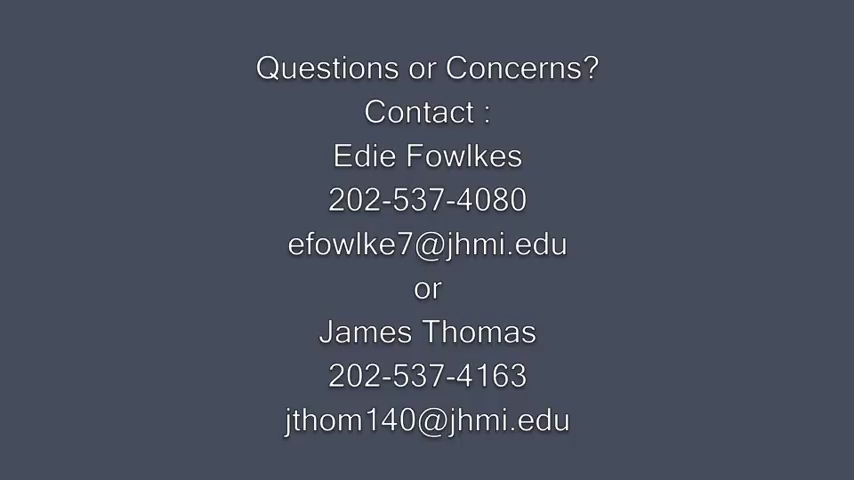 Questions or Concerns?
Contact :
Edie Fowlkes
202-537-4080
efowlke7@jhmi.edu
or
James Thomas
202-537-4163
jthom140@jhmi.edu